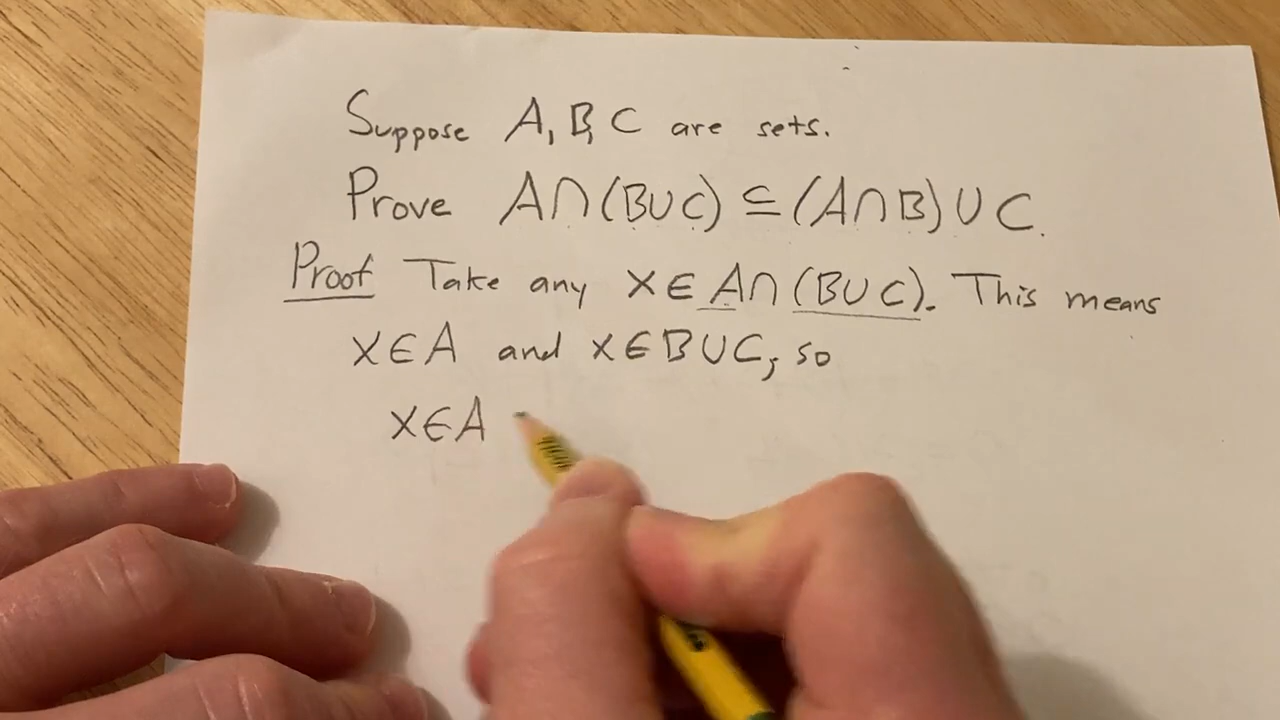 Suppose A, B, C are sets.
Prove A∩(B∪C) ⊆ (A∩B)∪C.
Proof Take any x∈A∩(B∪C). This means
x∈A and x∈B∪C, so
x∈A